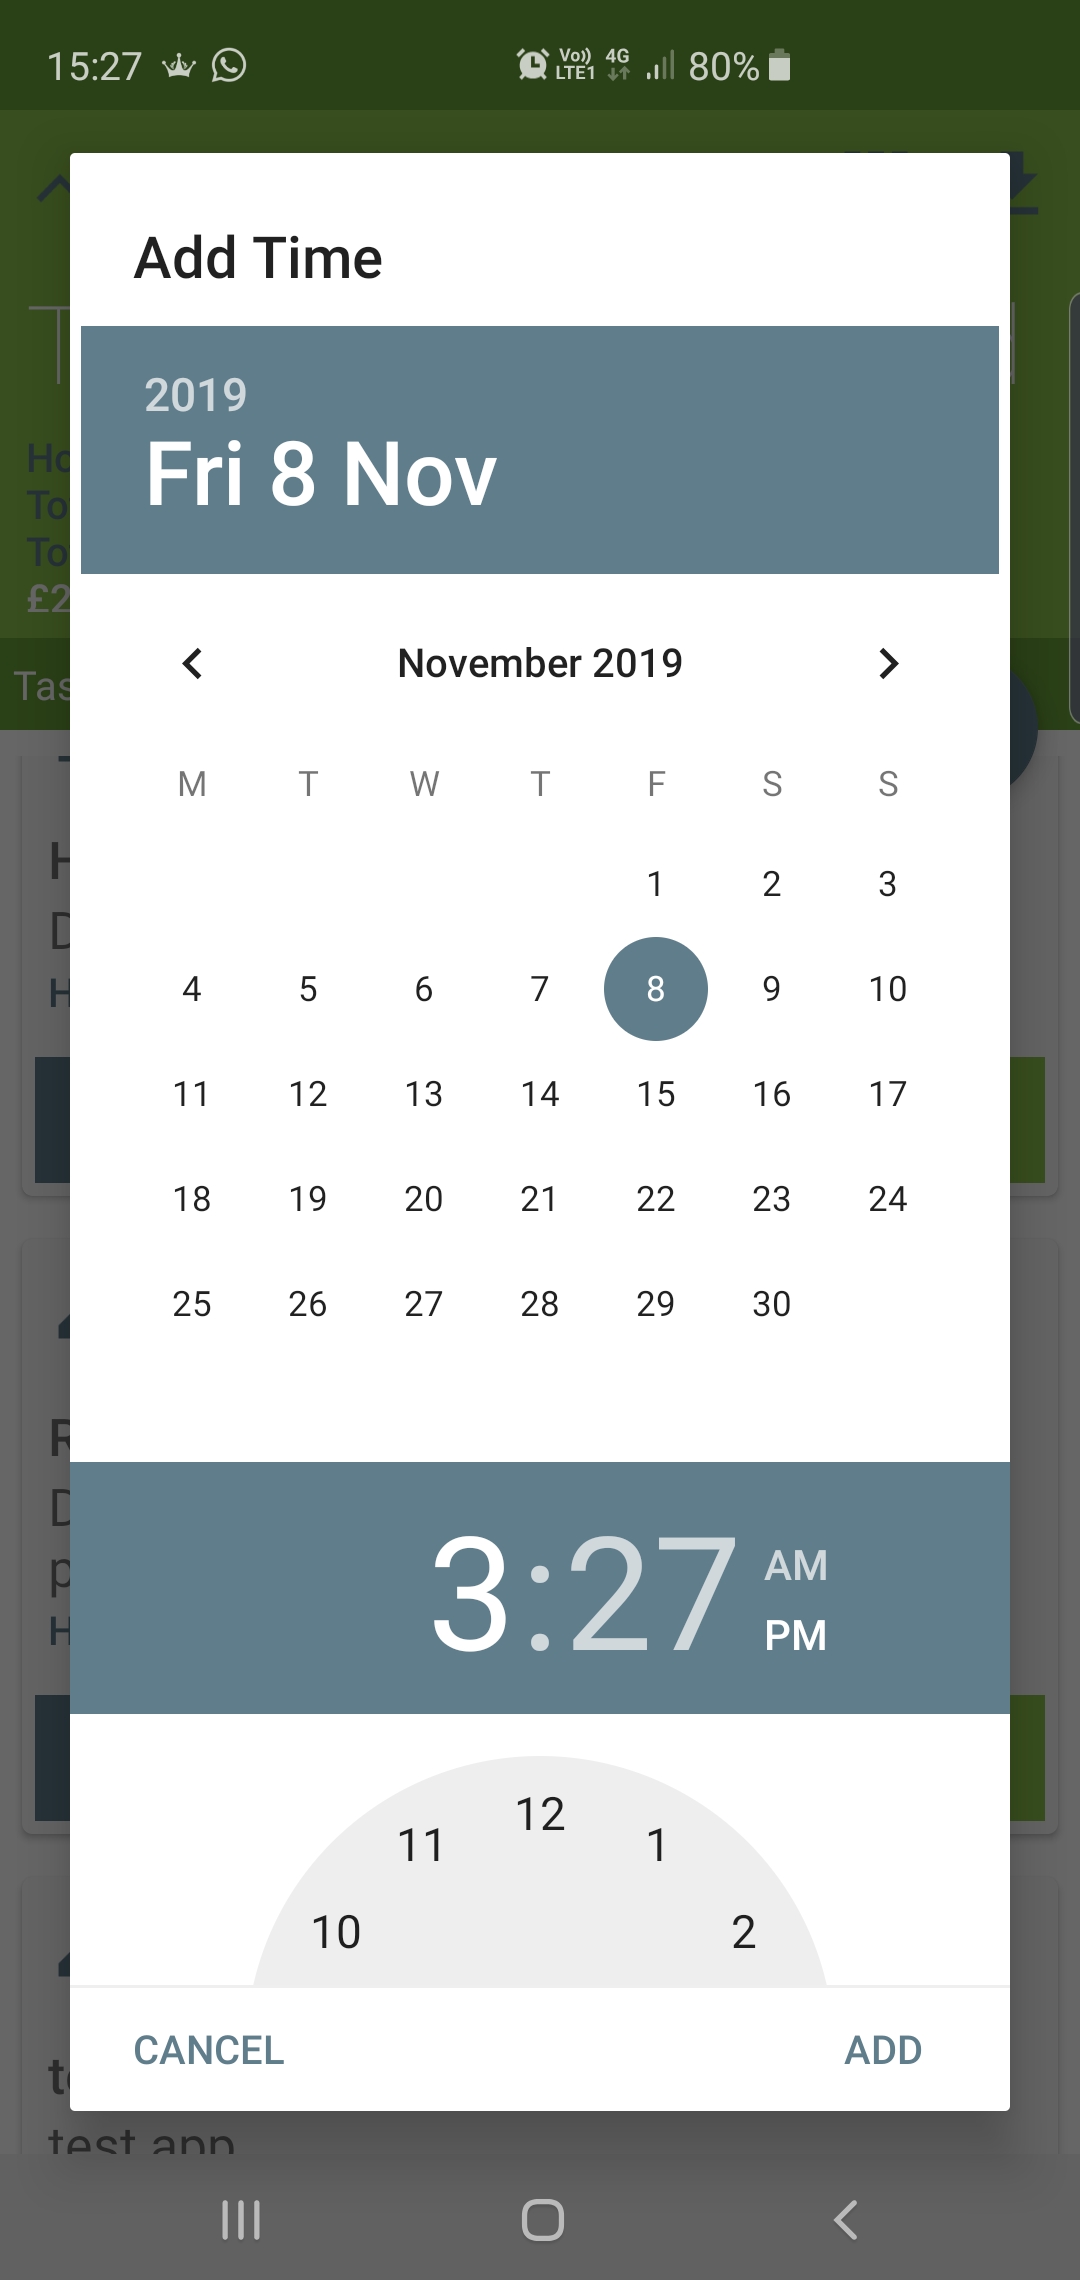 15:27 Vo)) LTE1 4G 80%
Add Time
2019
Fri 8 Nov
£2
November 2019
M T W T F S S
1 2 3
4 5 6 7 8 9 10
11 12 13 14 15 16 17
18 19 20 21 22 23 24
25 26 27 28 29 30
3:27 AM
PM
12
11 1
10 2
CANCEL ADD
test app